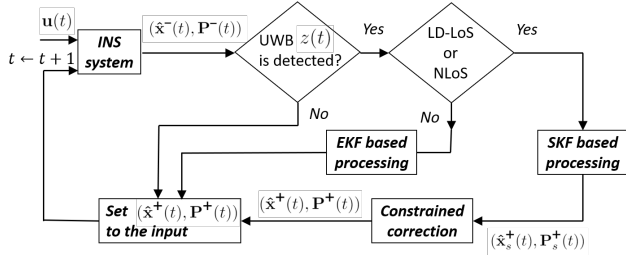 u(t)
INS
system
(x̂⁻(t), P⁻(t))
UWB z(t)
is detected?
Yes
LD-LoS
or
NLoS
Yes
t ← t + 1
No
No
EKF based
processing
SKF based
processing
Set (x̂⁺(t), P⁺(t))
to the input
(x̂⁺(t), P⁺(t))
Constrained
correction
(x̂ₛ⁺(t), Pₛ⁺(t))